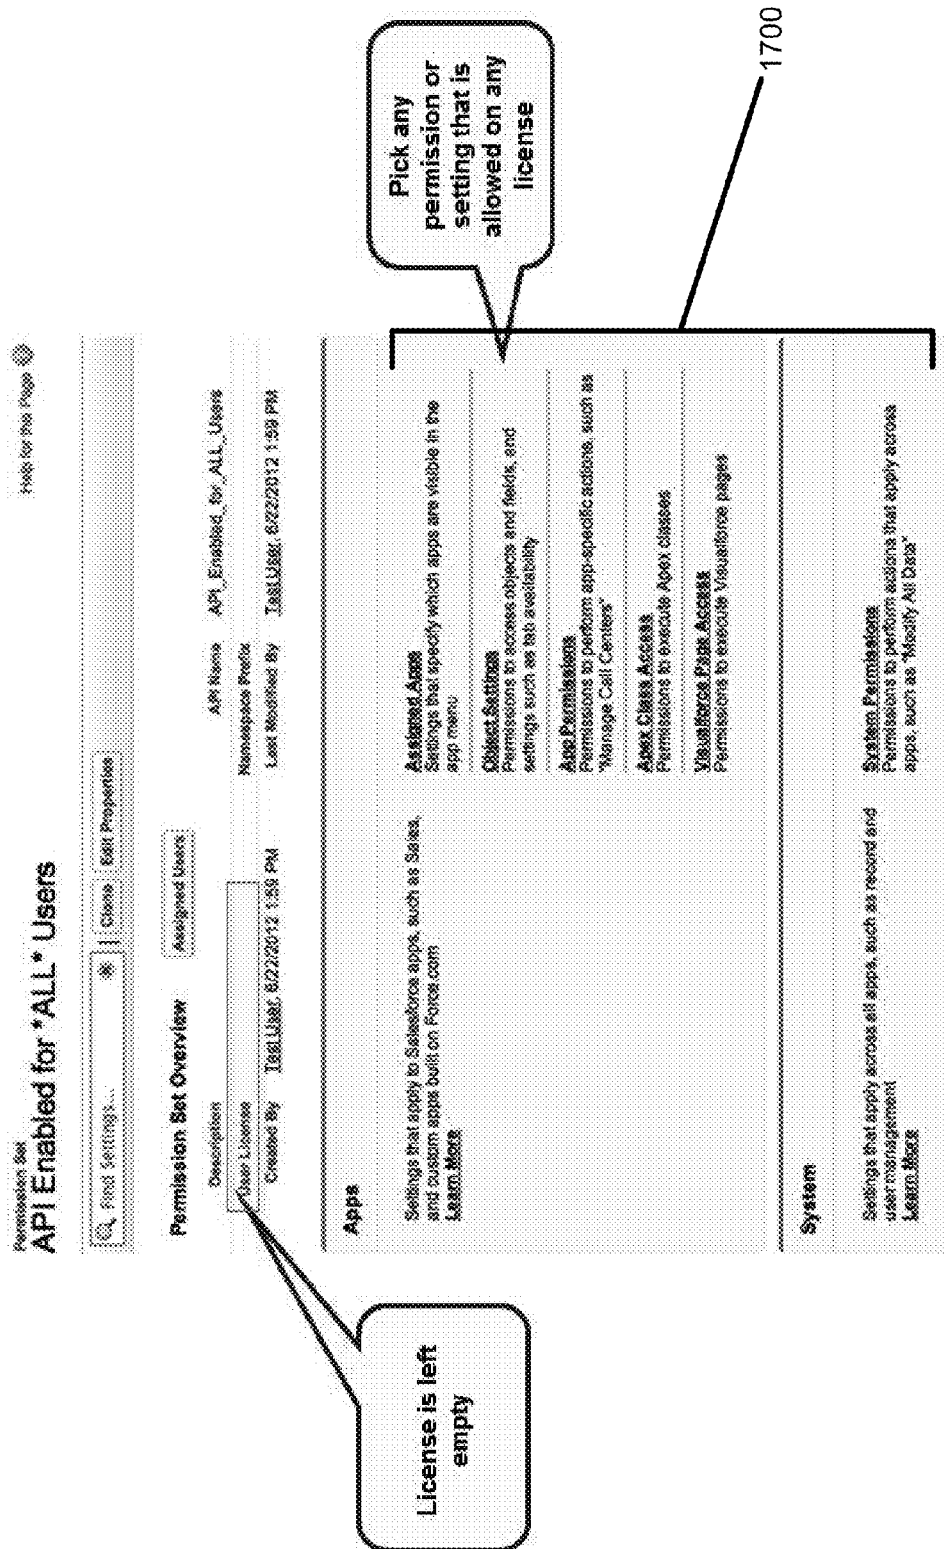 Permission Set
API Enabled for "ALL" Users
Help for this Page
Find Settings...
Clone
Edit Properties
Permission Set Overview
Assigned Users
Description
API Name API_Enabled_for_ALL_Users
User License
Namespace Prefix
Created By Test User, 6/22/2012 1:59 PM
Last Modified By Test User, 6/22/2012 1:59 PM
License is left
empty
Apps
Settings that apply to Salesforce apps, such as Sales,
and custom apps built on Force.com
Learn More
Assigned Apps
Settings that specify which apps are visible in the
app menu
Object Settings
Permissions to access objects and fields, and
settings such as tab availability
App Permissions
Permissions to perform app-specific actions, such as
"Manage Call Centers"
Apex Class Access
Permissions to execute Apex classes
Visualforce Page Access
Permissions to execute Visualforce pages
Pick any
permission or
setting that is
allowed on any
license
System
Settings that apply across all apps, such as record and
user management
Learn More
System Permissions
Permissions to perform actions that apply across
apps, such as "Modify All Data"
1700